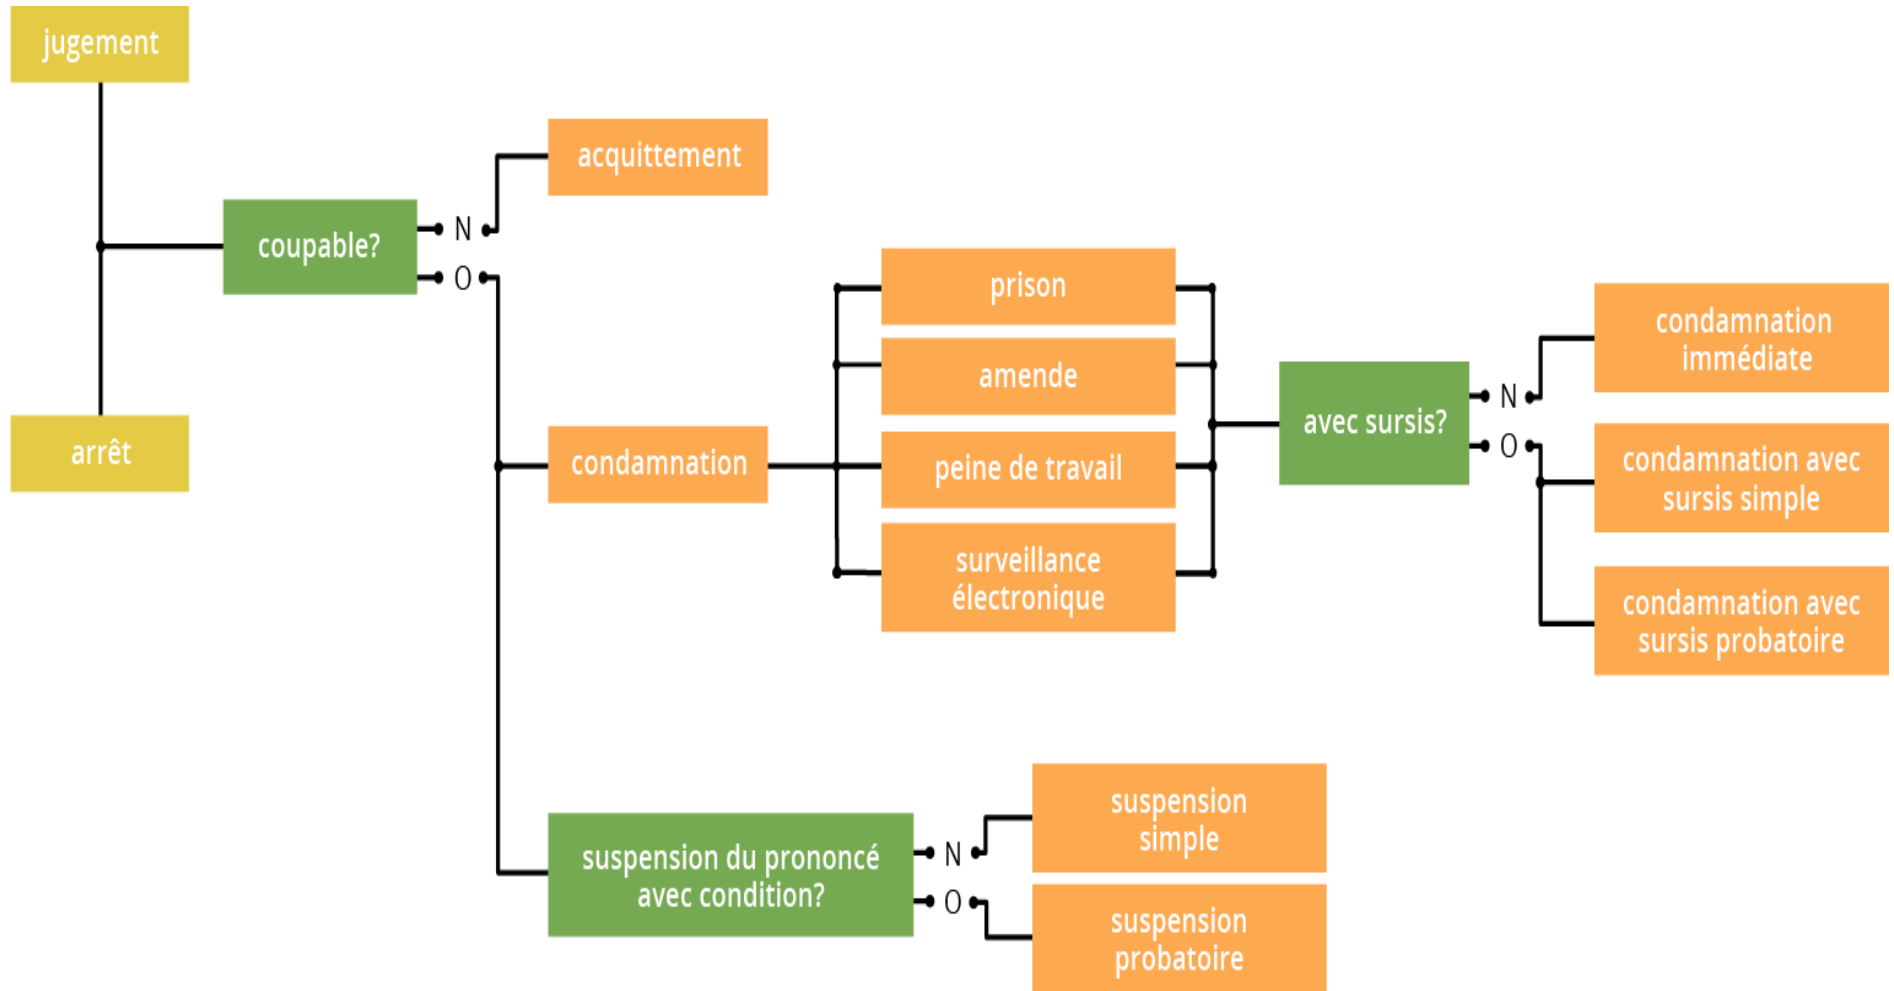 jugement
acquittement
coupable?
N
O
arrêt
condamnation
prison
amende
peine de travail
surveillance
électronique
avec sursis?
N
O
condamnation
immédiate
condamnation avec
sursis simple
condamnation avec
sursis probatoire
suspension du prononcé
avec condition?
N
O
suspension
simple
suspension
probatoire